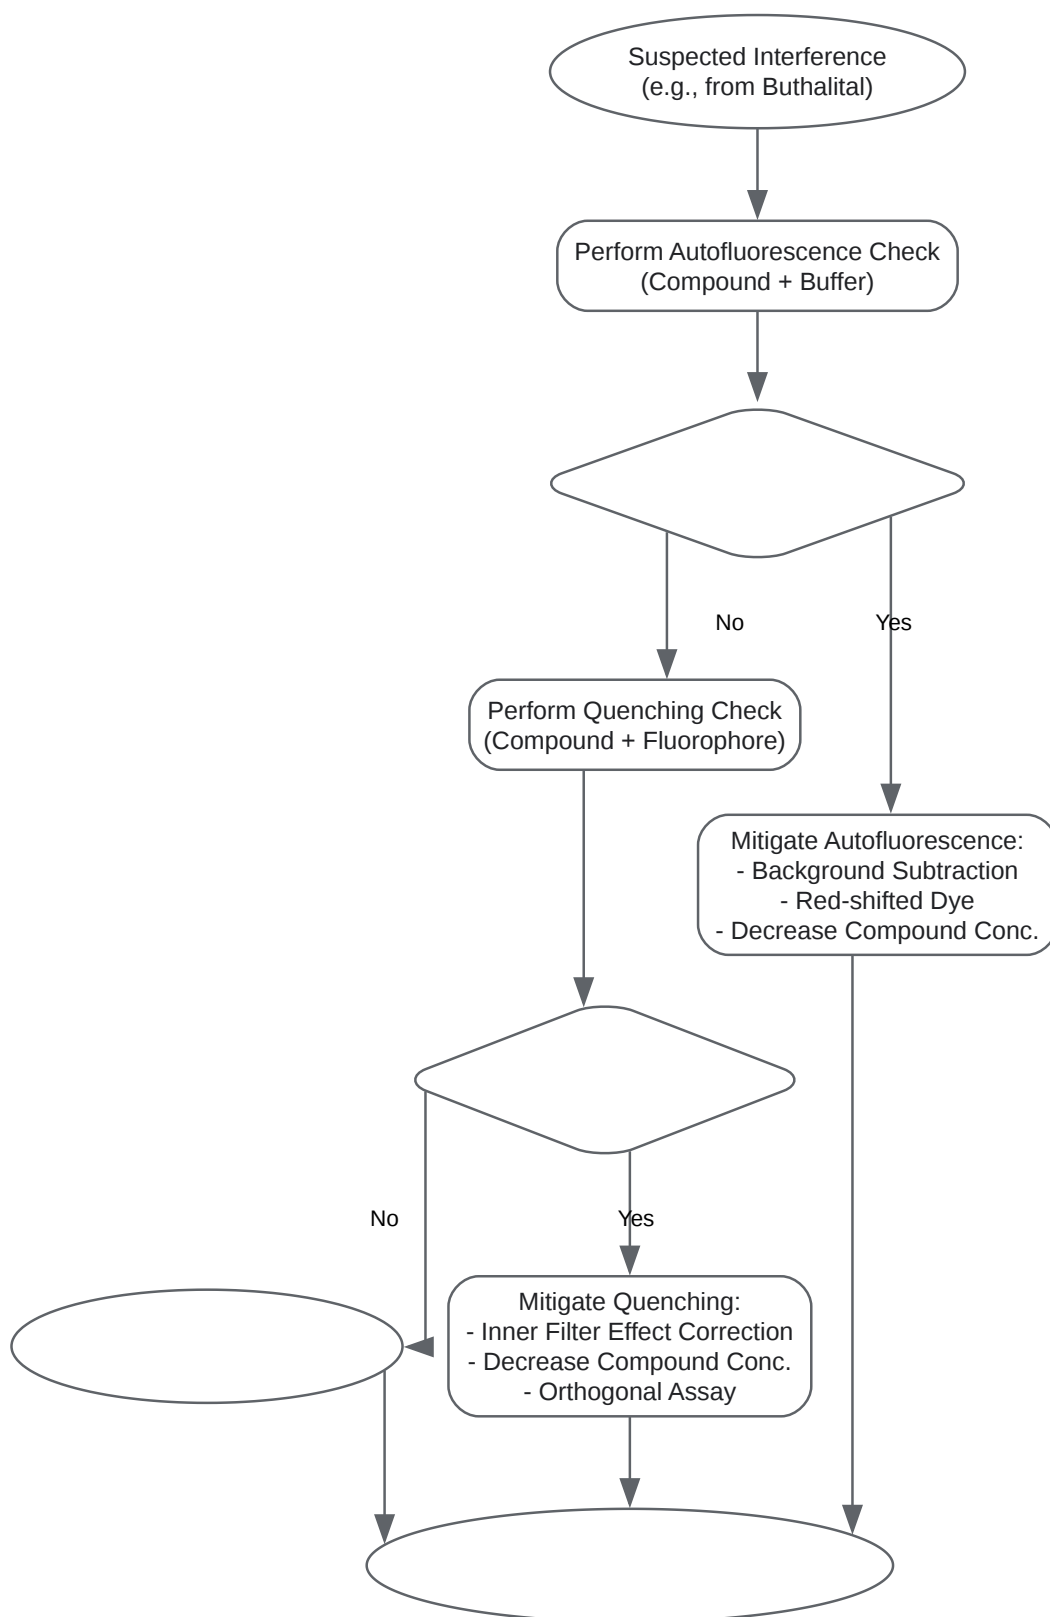 Suspected Interference
(e.g., from Buthalital)
Perform Autofluorescence Check
(Compound + Buffer)
No
Yes
Perform Quenching Check
(Compound + Fluorophore)
Mitigate Autofluorescence:
- Background Subtraction
- Red-shifted Dye
- Decrease Compound Conc.
No
Yes
Mitigate Quenching:
- Inner Filter Effect Correction
- Decrease Compound Conc.
- Orthogonal Assay